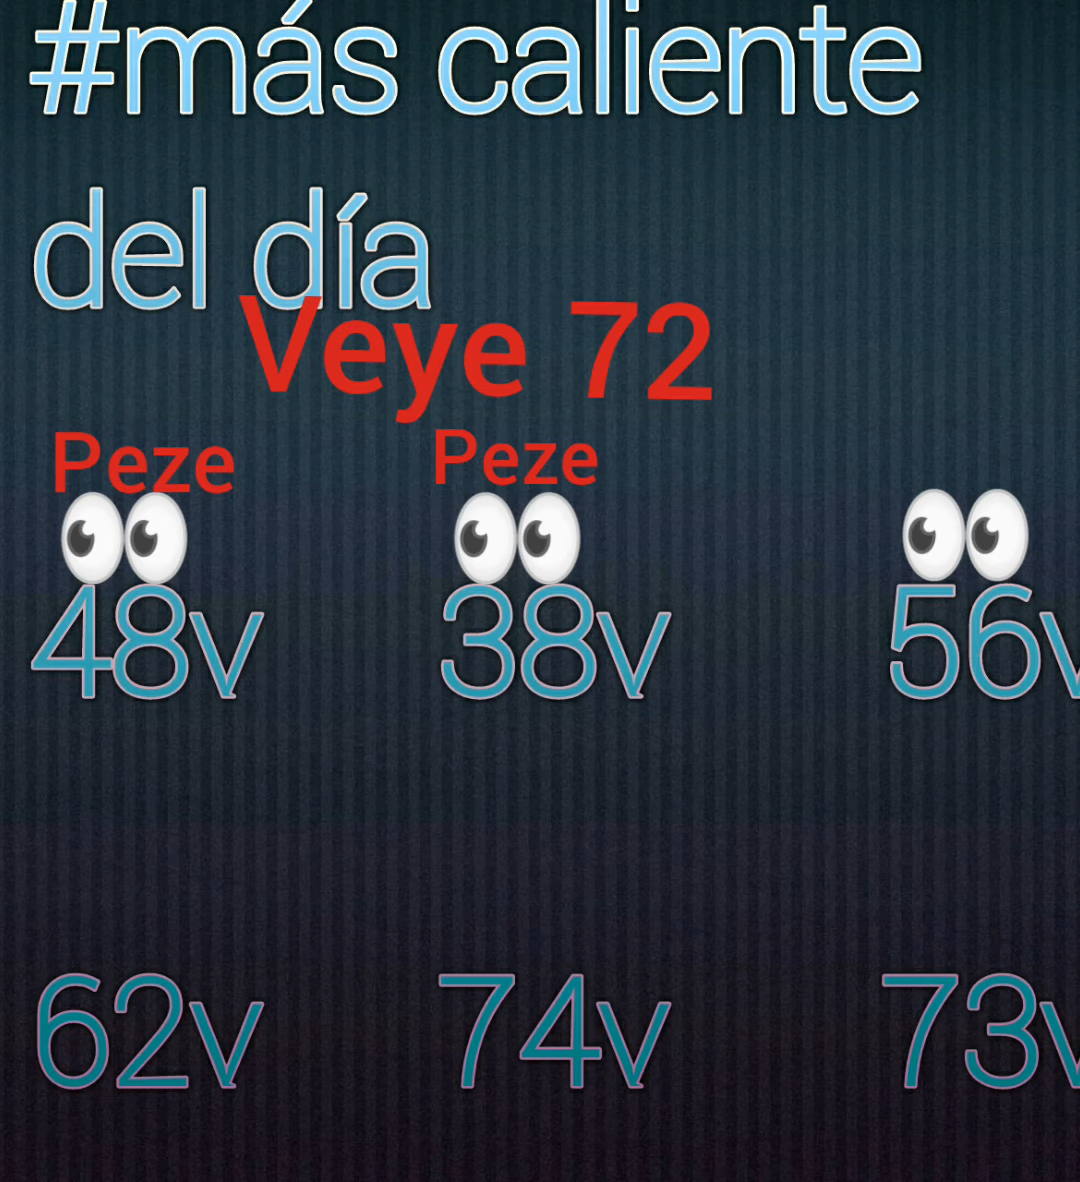 #más caliente
del día
Veye 72
Peze Peze
48v 38v 56v
62v 74v 73v